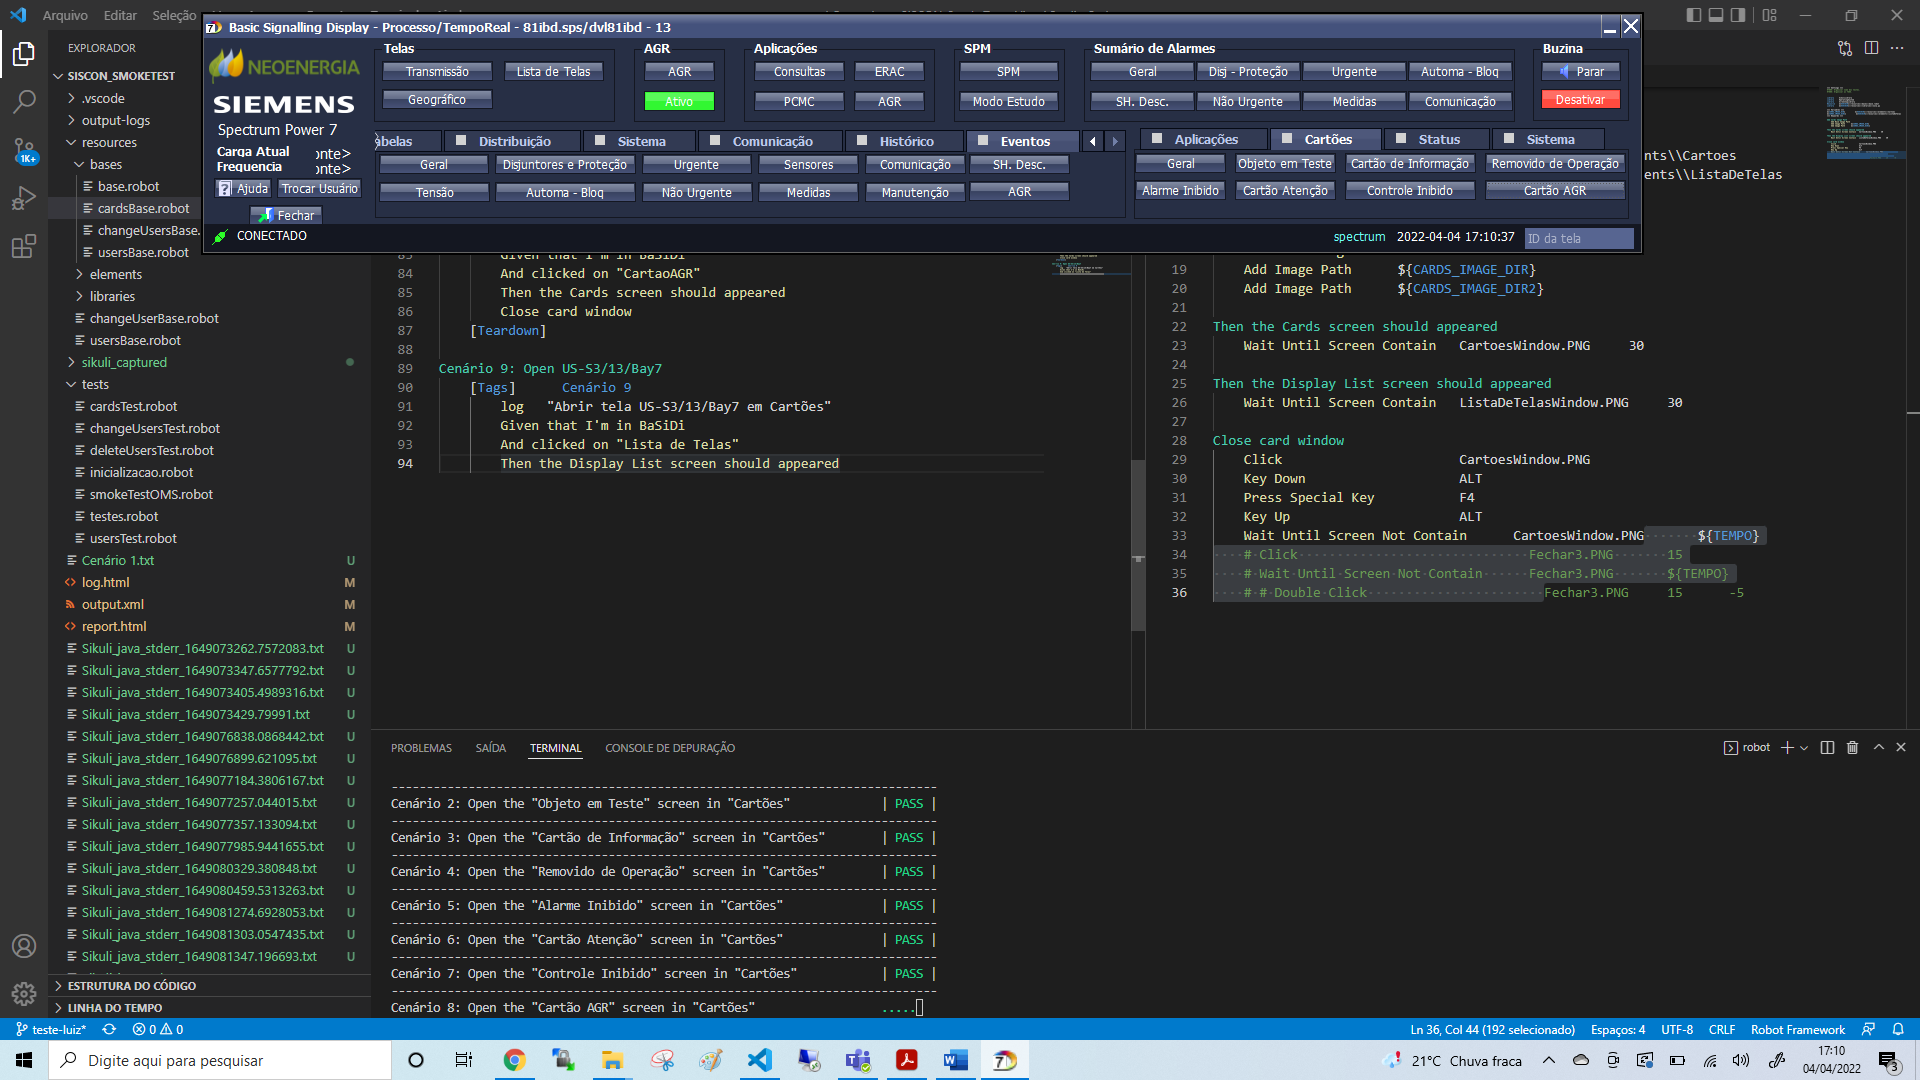 Arquivo Editar Seleção
Basic Signalling Display - Processo/TempoReal - 81ibd.sps/dvl81ibd - 13
NEOENERGIA
SIEMENS
Spectrum Power 7
Carga Atual onte>
Frequencia onte>
Ajuda Trocar Usuário
Fechar
CONECTADO
Telas
Transmissão Lista de Telas
Geográfico
AGR
AGR
Ativo
Aplicações
Consultas ERAC
PCMC AGR
SPM
SPM
Modo Estudo
Sumário de Alarmes
Geral Disj - Proteção Urgente Automa - Bloq
SH. Desc. Não Urgente Medidas Comunicação
Buzina
Parar
Desativar
abelas Distribuição Sistema Comunicação Histórico Eventos
Geral Disjuntores e Proteção Urgente Sensores Comunicação SH. Desc.
Tensão Automa - Bloq Não Urgente Medidas Manutenção AGR
Aplicações Cartões Status Sistema
Geral Objeto em Teste Cartão de Informação Removido de Operação
Alarme Inibido Cartão Atenção Controle Inibido Cartão AGR
spectrum 2022-04-04 17:10:37 ID da tela
EXPLORADOR
SISCON_SMOKETEST
.vscode
output-logs
resources
bases
base.robot
cardsBase.robot
changeUsersBase.
usersBase.robot
elements
libraries
changeUserBase.robot
usersBase.robot
sikuli_captured
tests
cardsTest.robot
changeUsersTest.robot
deleteUsersTest.robot
inicializacao.robot
smokeTestOMS.robot
testes.robot
usersTest.robot
Cenário 1.txt U
log.html M
output.xml M
report.html M
Sikuli_java_stderr_1649073262.7572083.txt U
Sikuli_java_stderr_1649073347.6577792.txt U
Sikuli_java_stderr_1649073405.4989316.txt U
Sikuli_java_stderr_1649073429.79991.txt U
Sikuli_java_stderr_1649076838.0868442.txt U
Sikuli_java_stderr_1649076899.621095.txt U
Sikuli_java_stderr_1649077184.3806167.txt U
Sikuli_java_stderr_1649077257.044015.txt U
Sikuli_java_stderr_1649077357.133094.txt U
Sikuli_java_stderr_1649077985.9441655.txt U
Sikuli_java_stderr_1649080329.380848.txt U
Sikuli_java_stderr_1649080459.5313263.txt U
Sikuli_java_stderr_1649081274.6928053.txt U
Sikuli_java_stderr_1649081303.0547435.txt U
Sikuli_java_stderr_1649081347.196693.txt U
ESTRUTURA DO CÓDIGO
LINHA DO TEMPO
1K+
83 Given that I'm in BaSiDi
84 And clicked on "CartaoAGR"
85 Then the Cards screen should appeared
86 Close card window
87 [Teardown]
88
89 Cenário 9: Open US-S3/13/Bay7
90 [Tags] Cenário 9
91 log "Abrir tela US-S3/13/Bay7 em Cartões"
92 Given that I'm in BaSiDi
93 And clicked on "Lista de Telas"
94 Then the Display List screen should appeared
nts\\Cartoes
ents\\ListaDeTelas
19 Add Image Path ${CARDS_IMAGE_DIR}
20 Add Image Path ${CARDS_IMAGE_DIR2}
21
22 Then the Cards screen should appeared
23 Wait Until Screen Contain CartoesWindow.PNG 30
24
25 Then the Display List screen should appeared
26 Wait Until Screen Contain ListaDeTelasWindow.PNG 30
27
28 Close card window
29 Click CartoesWindow.PNG
30 Key Down ALT
31 Press Special Key F4
32 Key Up ALT
33 Wait Until Screen Not Contain CartoesWindow.PNG ${TEMPO}
34 # Click Fechar3.PNG 15
35 # Wait Until Screen Not Contain Fechar3.PNG ${TEMPO}
36 # # Double Click Fechar3.PNG 15 -5
PROBLEMAS SAÍDA TERMINAL CONSOLE DE DEPURAÇÃO
robot
Cenário 2: Open the "Objeto em Teste" screen in "Cartões" | PASS |
Cenário 3: Open the "Cartão de Informação" screen in "Cartões" | PASS |
Cenário 4: Open the "Removido de Operação" screen in "Cartões" | PASS |
Cenário 5: Open the "Alarme Inibido" screen in "Cartões" | PASS |
Cenário 6: Open the "Cartão Atenção" screen in "Cartões" | PASS |
Cenário 7: Open the "Controle Inibido" screen in "Cartões" | PASS |
Cenário 8: Open the "Cartão AGR" screen in "Cartões" .....
teste-luiz* 0 0
Ln 36, Col 44 (192 selecionado) Espaços: 4 UTF-8 CRLF Robot Framework
Digite aqui para pesquisar
21°C Chuva fraca
17:10
04/04/2022
3